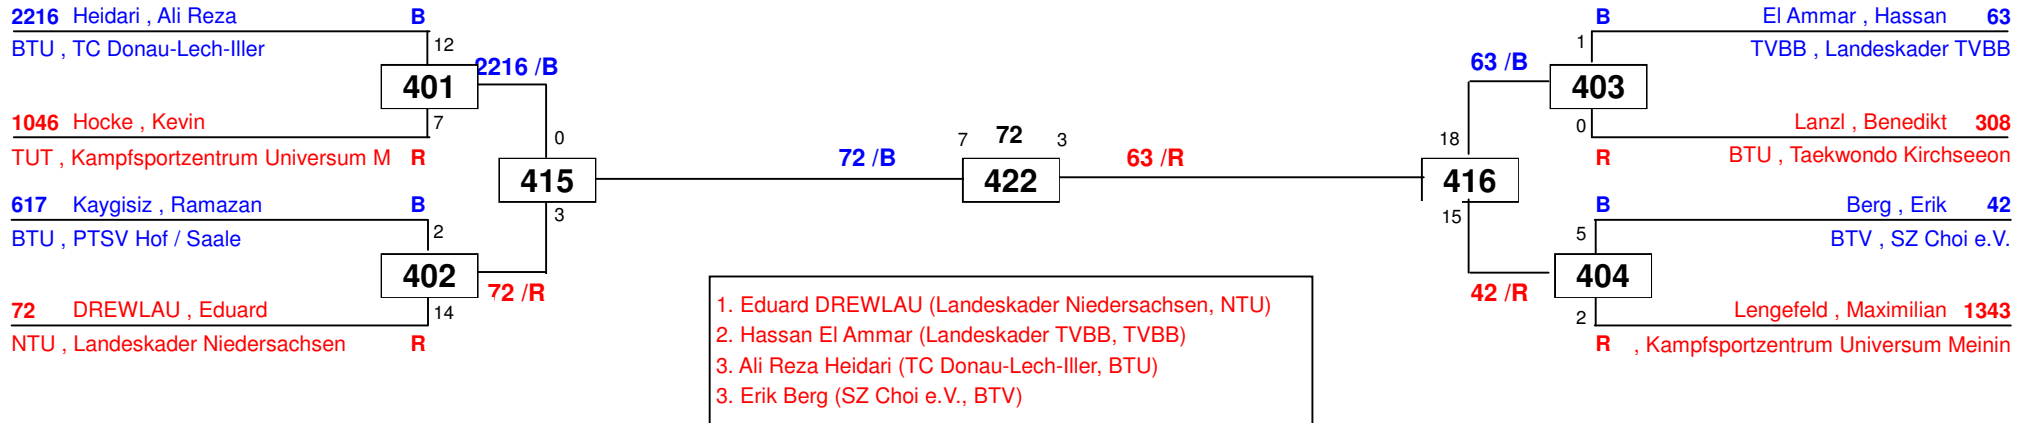 2216 Heidari , Ali Reza B
BTU , TC Donau-Lech-Iller
12
401
2216 /B
7
1046 Hocke , Kevin
TUT , Kampfsportzentrum Universum M R
617 Kaygisiz , Ramazan B
BTU , PTSV Hof / Saale
2
402
72 /R
14
72 DREWLAU , Eduard
NTU , Landeskader Niedersachsen R
0
415
3
72 /B
7 72 3
422
63 /R
18
416
15
63 /B
42 /R
B El Ammar , Hassan 63
1
TVBB , Landeskader TVBB
403
0
Lanzl , Benedikt 308
R BTU , Taekwondo Kirchseeon
B Berg , Erik 42
5
BTV , SZ Choi e.V.
404
2
Lengefeld , Maximilian 1343
R , Kampfsportzentrum Universum Meinin
1. Eduard DREWLAU (Landeskader Niedersachsen, NTU)
2. Hassan El Ammar (Landeskader TVBB, TVBB)
3. Ali Reza Heidari (TC Donau-Lech-Iller, BTU)
3. Erik Berg (SZ Choi e.V., BTV)